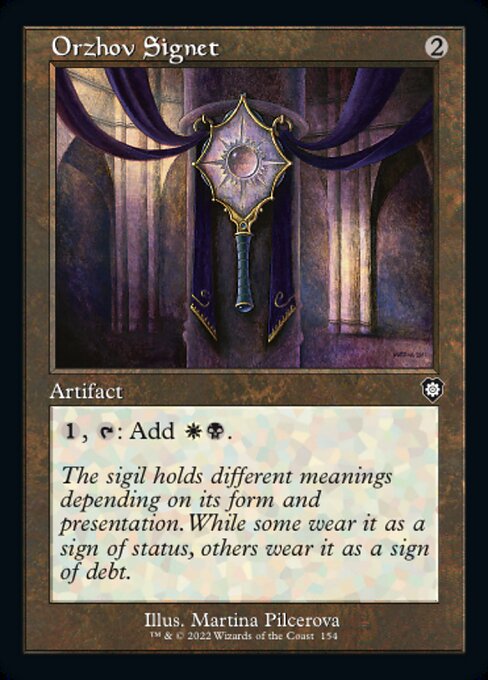 Orzhov Signet 2
Artifact
1, T: Add
The sigil holds different meanings
depending on its form and
presentation. While some wear it as a
sign of status, others wear it as a sign
of debt.
Illus. Martina Pilcerova
™ & © 2022 Wizards of the Coast 154